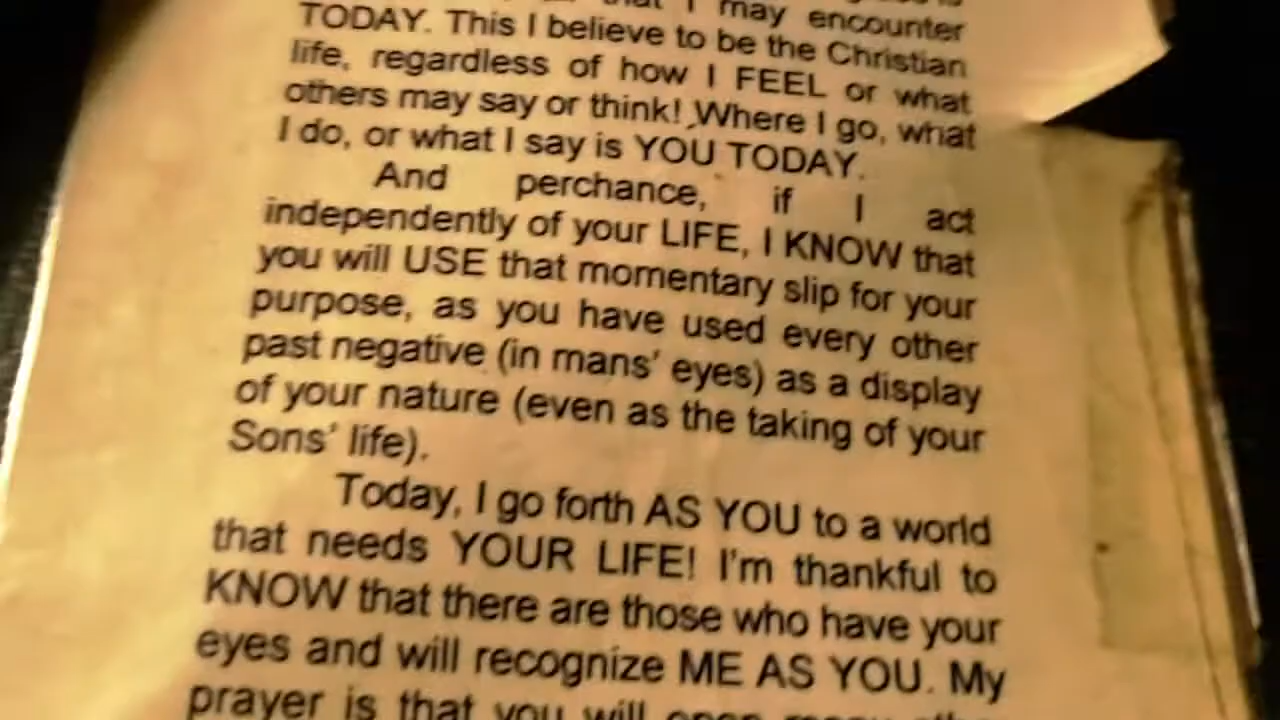 that I may encounter
TODAY. This I believe to be the Christian
life, regardless of how I FEEL or what
others may say or think! Where I go, what
I do, or what I say is YOU TODAY.
And perchance, if I act
independently of your LIFE, I KNOW that
you will USE that momentary slip for your
purpose, as you have used every other
past negative (in mans' eyes) as a display
of your nature (even as the taking of your
Sons' life).
Today, I go forth AS YOU to a world
that needs YOUR LIFE! I'm thankful to
KNOW that there are those who have your
eyes and will recognize ME AS YOU. My
prayer is that you will open many